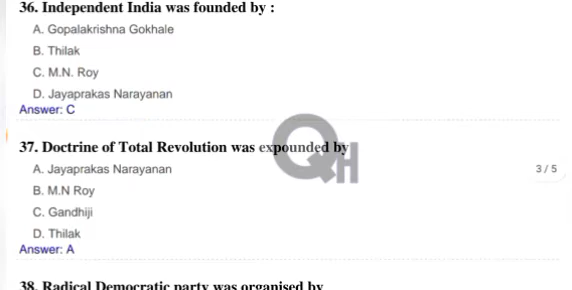 36. Independent India was founded by :
A. Gopalakrishna Gokhale
B. Thilak
C. M.N. Roy
D. Jayaprakas Narayanan
Answer: C
37. Doctrine of Total Revolution was expounded by
A. Jayaprakas Narayanan
B. M.N Roy
C. Gandhiji
D. Thilak
Answer: A
QH
3 / 5
38. Radical Democratic party was organised by